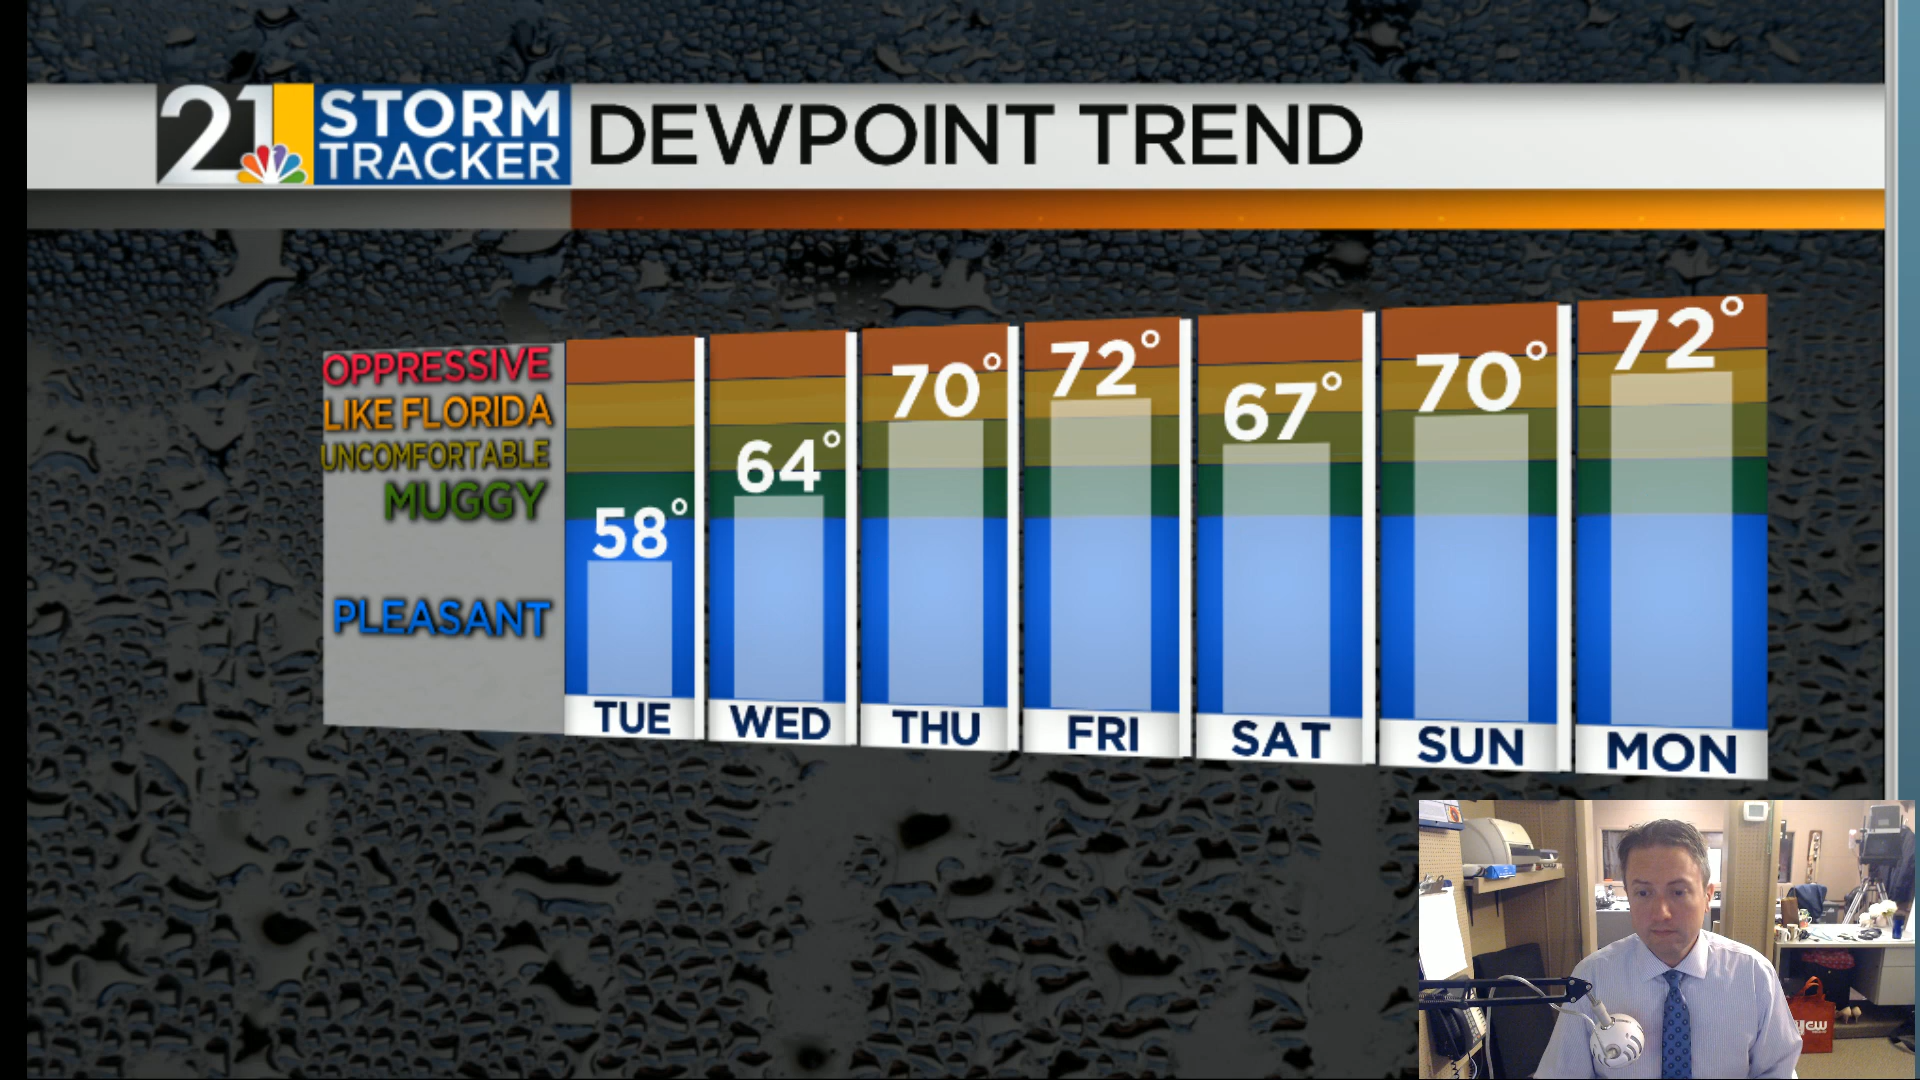 21 STORM TRACKER DEWPOINT TREND
OPPRESSIVE
LIKE FLORIDA
UNCOMFORTABLE
MUGGY
PLEASANT
58° 64° 70° 72° 67° 70° 72°
TUE WED THU FRI SAT SUN MON